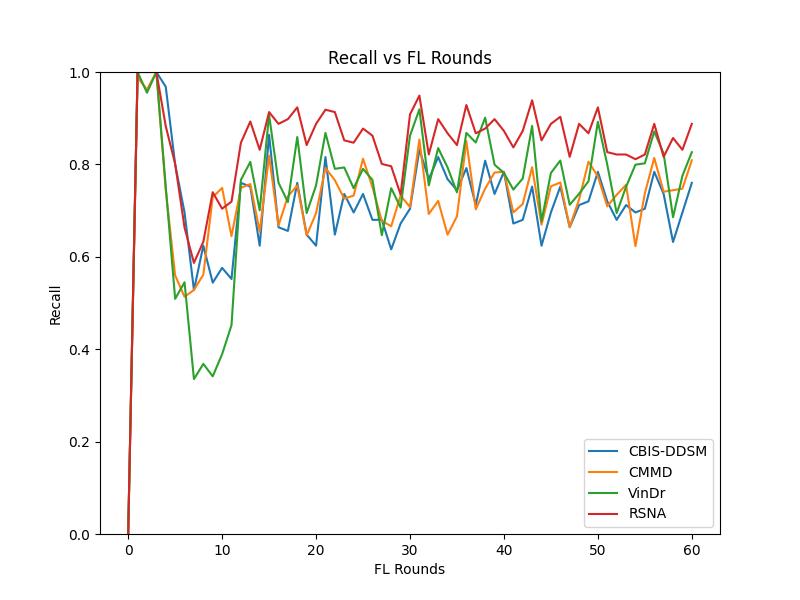 Recall vs FL Rounds
1.0
0.8
0.6
0.4
0.2
0.0
Recall
0 10 20 30 40 50 60
FL Rounds
CBIS-DDSM
CMMD
VinDr
RSNA